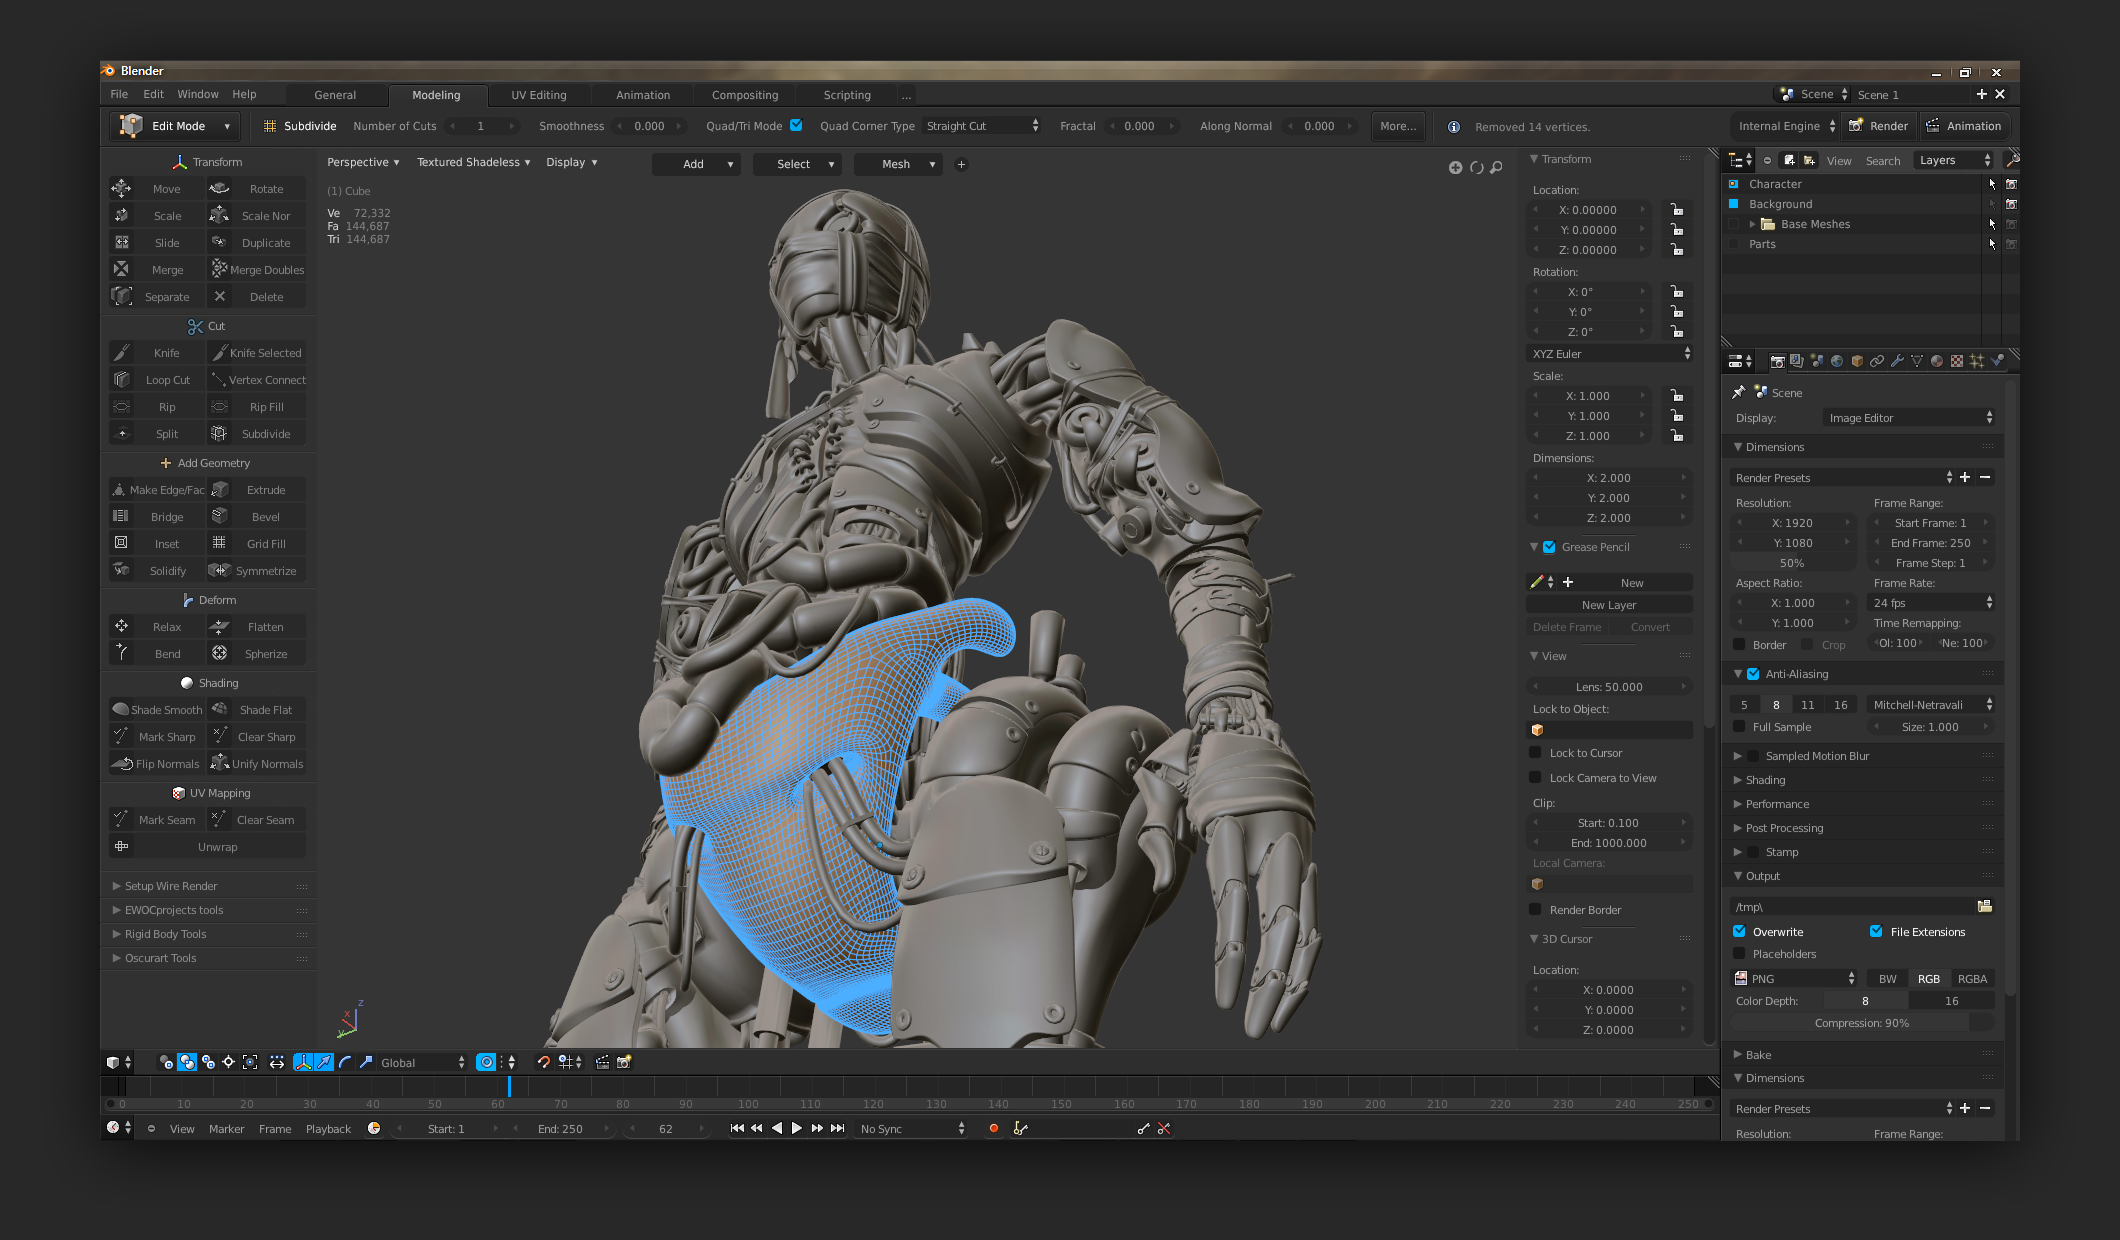 Blender
File Edit Window Help General Modeling UV Editing Animation Compositing Scripting ... Scene Scene 1
Edit Mode Subdivide Number of Cuts 1 Smoothness 0.000 Quad/Tri Mode Quad Corner Type Straight Cut Fractal 0.000 Along Normal 0.000 More... Removed 14 vertices. Internal Engine Render Animation
Transform
Move Rotate
Scale Scale Nor
Slide Duplicate
Merge Merge Doubles
Separate Delete
Cut
Knife Knife Selected
Loop Cut Vertex Connect
Rip Rip Fill
Split Subdivide
Add Geometry
Make Edge/Fac Extrude
Bridge Bevel
Inset Grid Fill
Solidify Symmetrize
Deform
Relax Flatten
Bend Spherize
Shading
Shade Smooth Shade Flat
Mark Sharp Clear Sharp
Flip Normals Unify Normals
UV Mapping
Mark Seam Clear Seam
Unwrap
Setup Wire Render
EWOCprojects tools
Rigid Body Tools
Oscurart Tools
Perspective Textured Shadeless Display Add Select Mesh
(1) Cube
Ve 72,332
Fa 144,687
Tri 144,687
z
x
y
Transform
Location:
X: 0.00000
Y: 0.00000
Z: 0.00000
Rotation:
X: 0°
Y: 0°
Z: 0°
XYZ Euler
Scale:
X: 1.000
Y: 1.000
Z: 1.000
Dimensions:
X: 2.000
Y: 2.000
Z: 2.000
Grease Pencil
New
New Layer
Delete Frame Convert
View
Lens: 50.000
Lock to Object:
Lock to Cursor
Lock Camera to View
Clip:
Start: 0.100
End: 1000.000
Local Camera:
Render Border
3D Cursor
Location:
X: 0.0000
Y: 0.0000
Z: 0.0000
View Search Layers
Character
Background
Base Meshes
Parts
Scene
Display: Image Editor
Dimensions
Render Presets
Resolution: Frame Range:
X: 1920 Start Frame: 1
Y: 1080 End Frame: 250
50% Frame Step: 1
Aspect Ratio: Frame Rate:
X: 1.000 24 fps
Y: 1.000 Time Remapping:
Border Crop Ol: 100 Ne: 100
Anti-Aliasing
5 8 11 16 Mitchell-Netravali
Full Sample Size: 1.000
Sampled Motion Blur
Shading
Performance
Post Processing
Stamp
Output
/tmp\
Overwrite File Extensions
Placeholders
PNG BW RGB RGBA
Color Depth: 8 16
Compression: 90%
Bake
Dimensions
Render Presets
Resolution: Frame Range:
Global
0 10 20 30 40 50 60 70 80 90 100 110 120 130 140 150 160 170 180 190 200 210 220 230 240 250
View Marker Frame Playback Start: 1 End: 250 62 No Sync